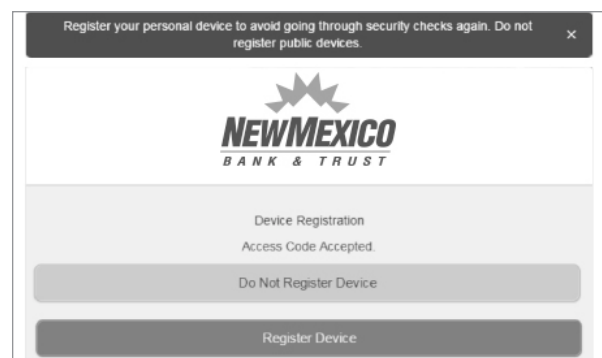 Register your personal device to avoid going through security checks again. Do not
register public devices.
×
NEWMEXICO
BANK & TRUST
Device Registration
Access Code Accepted.
Do Not Register Device
Register Device